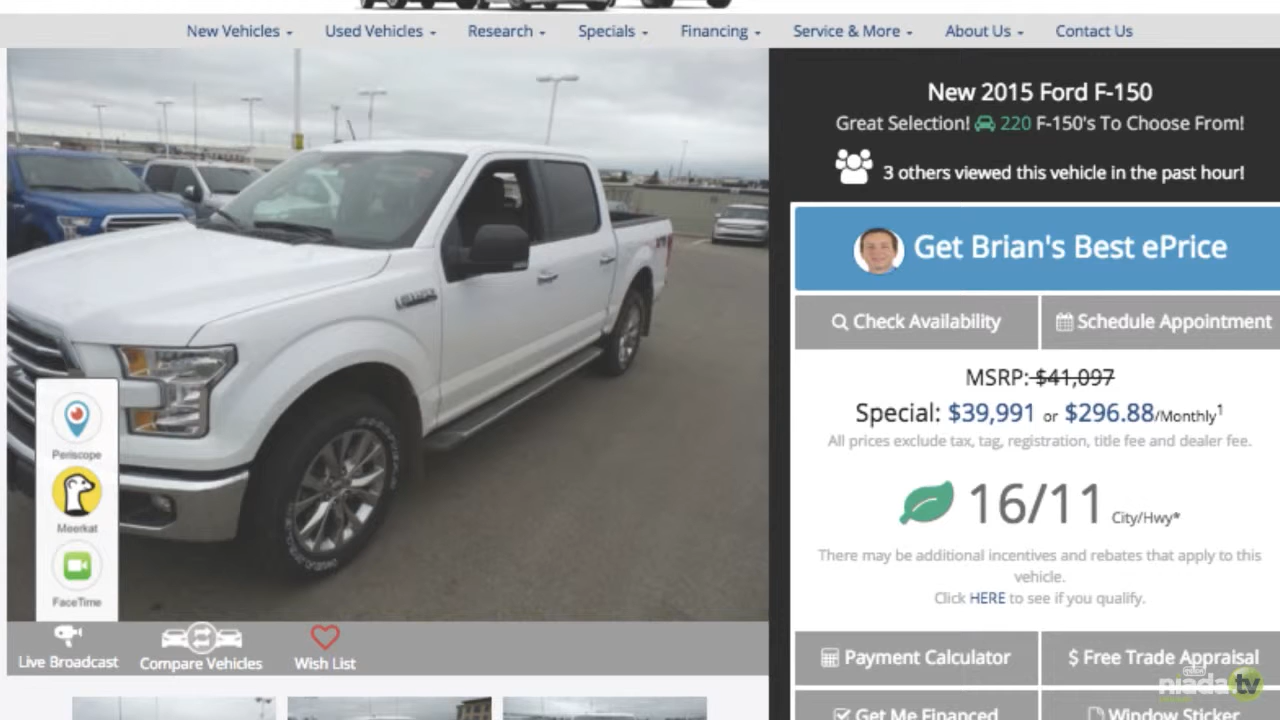 New Vehicles Used Vehicles Research Specials Financing Service & More About Us Contact Us
New 2015 Ford F-150
Great Selection! 220 F-150's To Choose From!
3 others viewed this vehicle in the past hour!
Get Brian's Best ePrice
Check Availability
Schedule Appointment
MSRP: $41,097
Special: $39,991 or $296.88/Monthly¹
All prices exclude tax, tag, registration, title fee and dealer fee.
16/11 City/Hwy*
There may be additional incentives and rebates that apply to this
vehicle.
Click HERE to see if you qualify.
Payment Calculator
$ Free Trade Appraisal
Get Me Financed
Window Sticker
Periscope
Meerkat
FaceTime
Live Broadcast
Compare Vehicles
Wish List
niada.tv